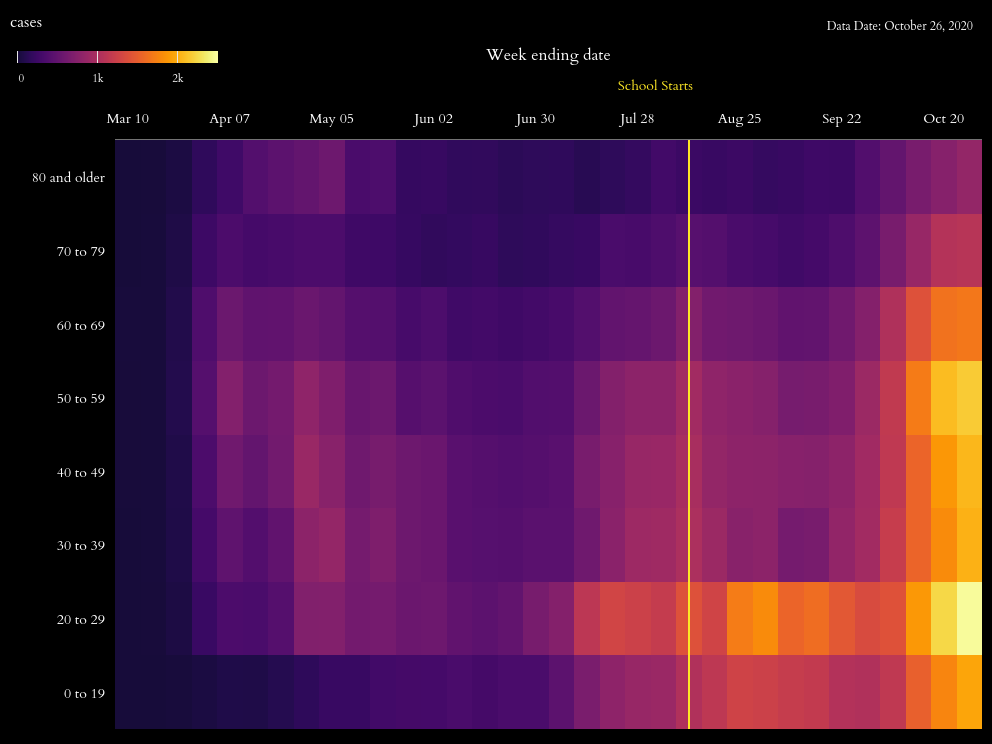 cases
Data Date: October 26, 2020
0 1k 2k
Week ending date
School Starts
Mar 10 Apr 07 May 05 Jun 02 Jun 30 Jul 28 Aug 25 Sep 22 Oct 20
80 and older
70 to 79
60 to 69
50 to 59
40 to 49
30 to 39
20 to 29
0 to 19